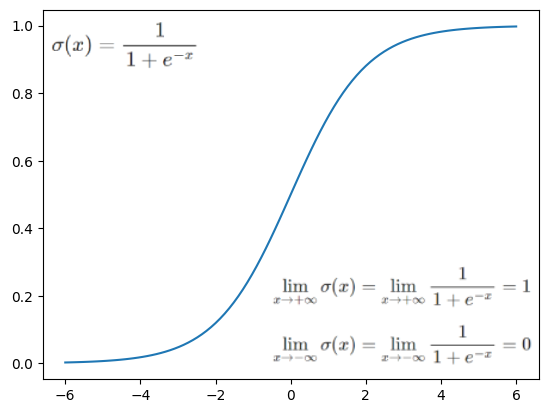 1.0
σ(x) = 1 / (1 + e^{-x})
0.8
0.6
0.4
0.2
lim_{x→+∞} σ(x) = lim_{x→+∞} 1 / (1 + e^{-x}) = 1
lim_{x→-∞} σ(x) = lim_{x→-∞} 1 / (1 + e^{-x}) = 0
0.0
−6 −4 −2 0 2 4 6